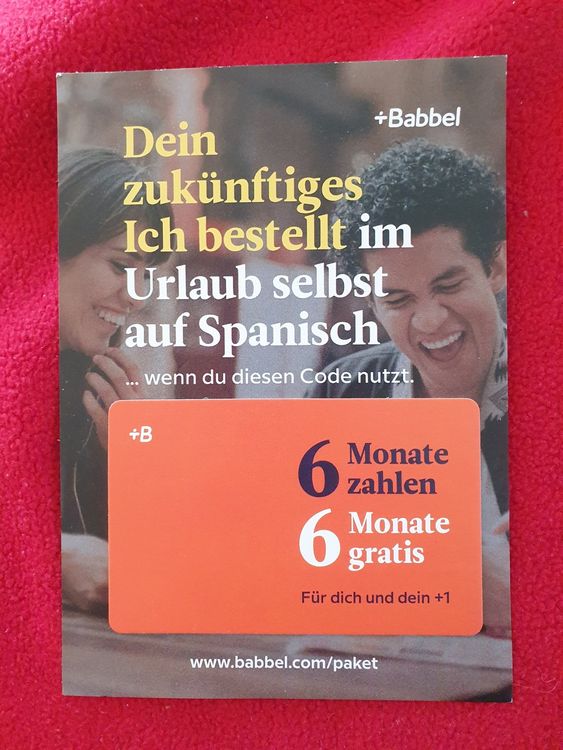 +Babbel
Dein
zukünftiges
Ich bestellt im
Urlaub selbst
auf Spanisch
... wenn du diesen Code nutzt.
+B
6 Monate
zahlen
6 Monate
gratis
Für dich und dein +1
www.babbel.com/paket